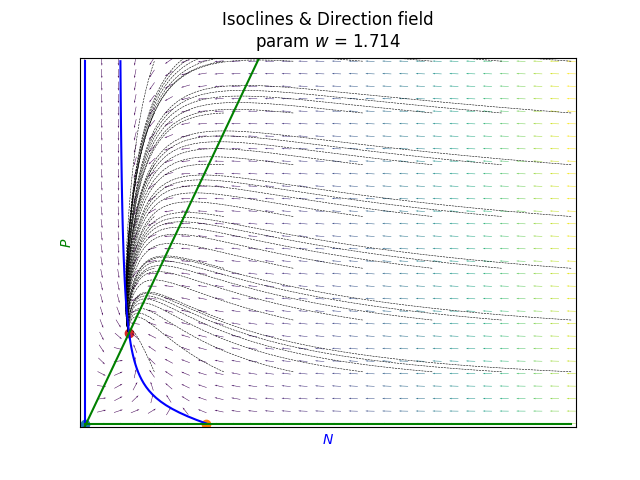 Isoclines & Direction field
param w = 1.714
P
N